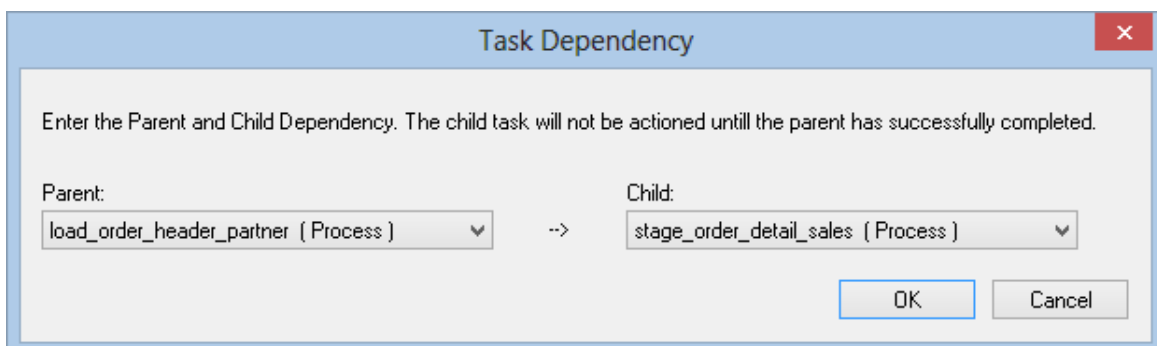 Task Dependency
Enter the Parent and Child Dependency. The child task will not be actioned untill the parent has successfully completed.
Parent:
Child:
load_order_header_partner ( Process )
-->
stage_order_detail_sales ( Process )
OK
Cancel